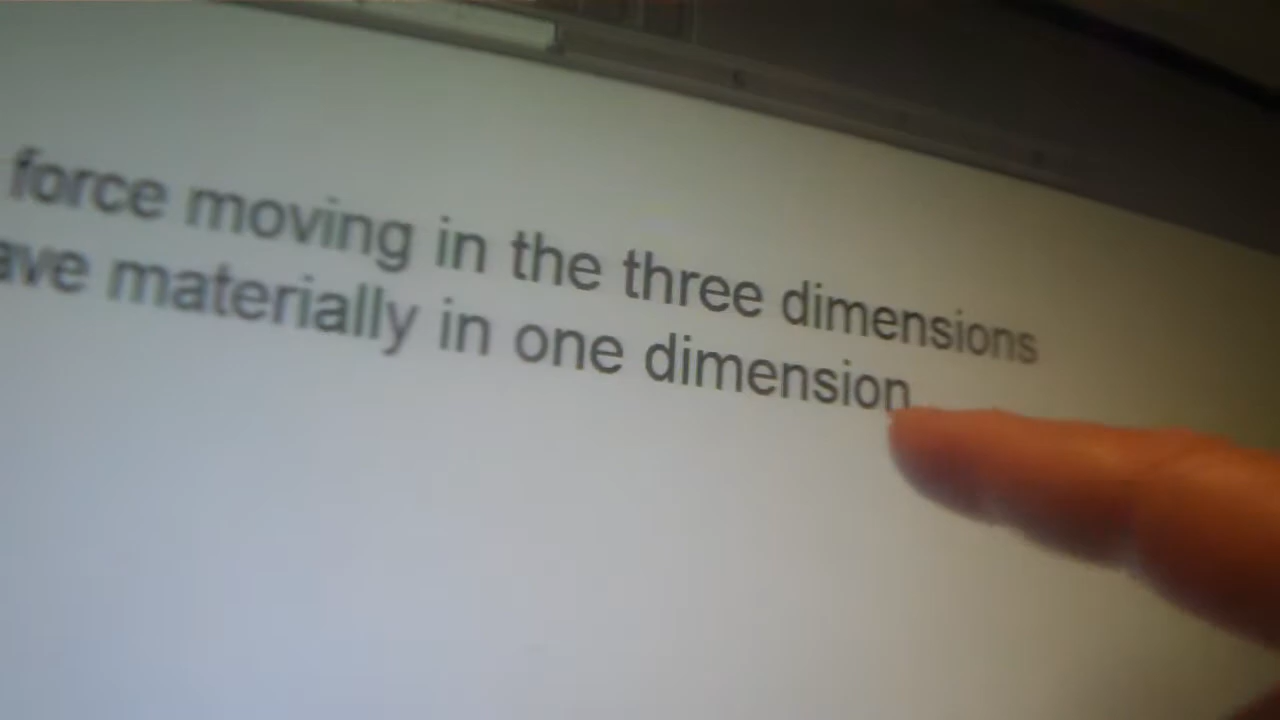 force moving in the three dimensions
materially in one dimension